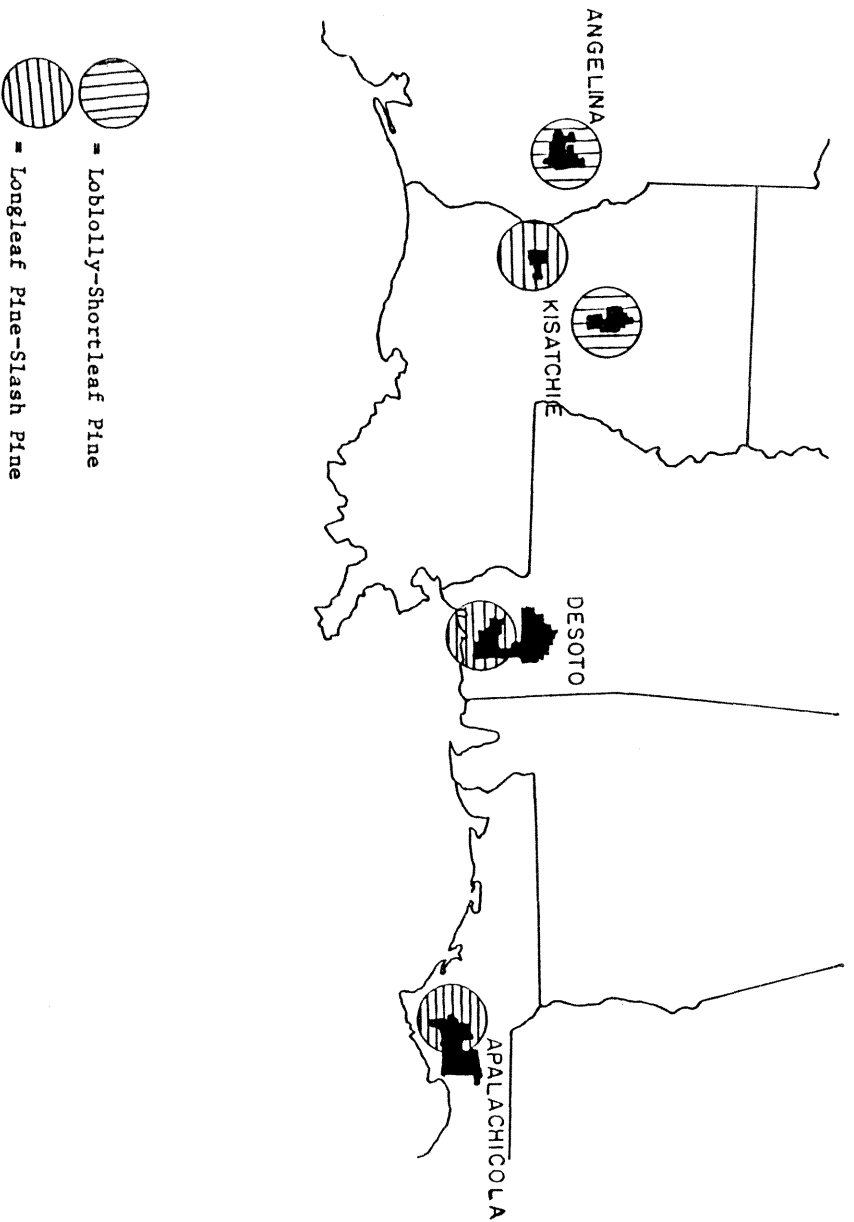 ANGELINA
KISATCHIE
DESOTO
APALACHICOLA
= Loblolly-Shortleaf Pine
= Longleaf Pine-Slash Pine